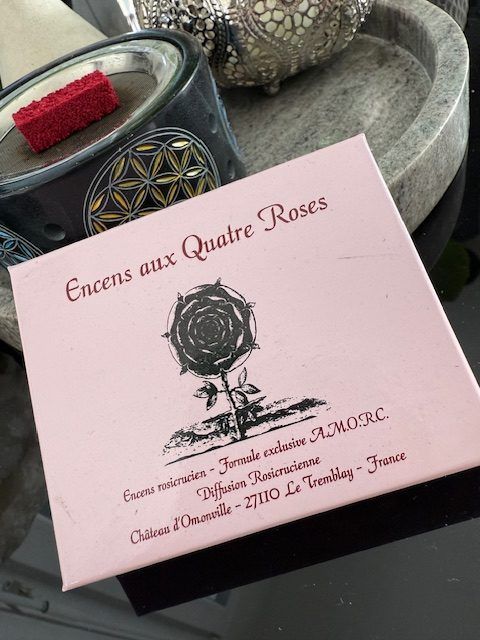 Encens aux Quatre Roses
Encens rosicrucien - Formule exclusive A.M.O.R.C.
Diffusion Rosicrucienne
Château d'Omonville - 27110 Le Tremblay - France